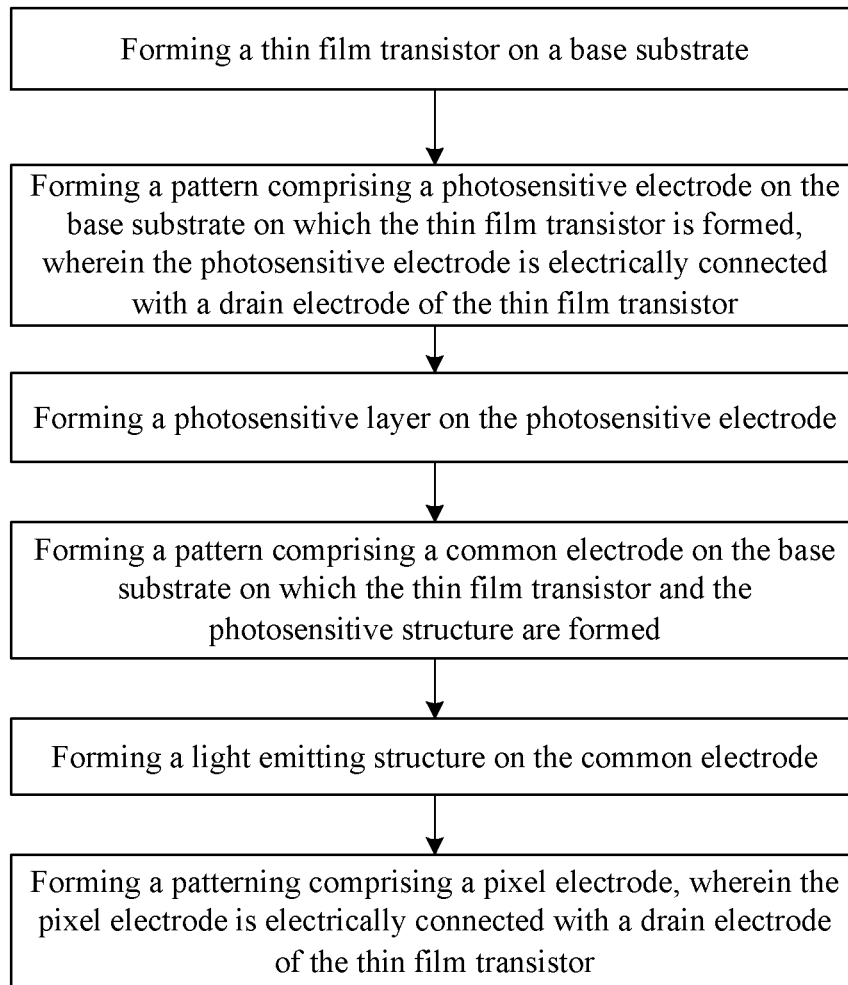 Forming a thin film transistor on a base substrate
Forming a pattern comprising a photosensitive electrode on the
base substrate on which the thin film transistor is formed,
wherein the photosensitive electrode is electrically connected
with a drain electrode of the thin film transistor
Forming a photosensitive layer on the photosensitive electrode
Forming a pattern comprising a common electrode on the base
substrate on which the thin film transistor and the
photosensitive structure are formed
Forming a light emitting structure on the common electrode
Forming a patterning comprising a pixel electrode, wherein the
pixel electrode is electrically connected with a drain electrode
of the thin film transistor